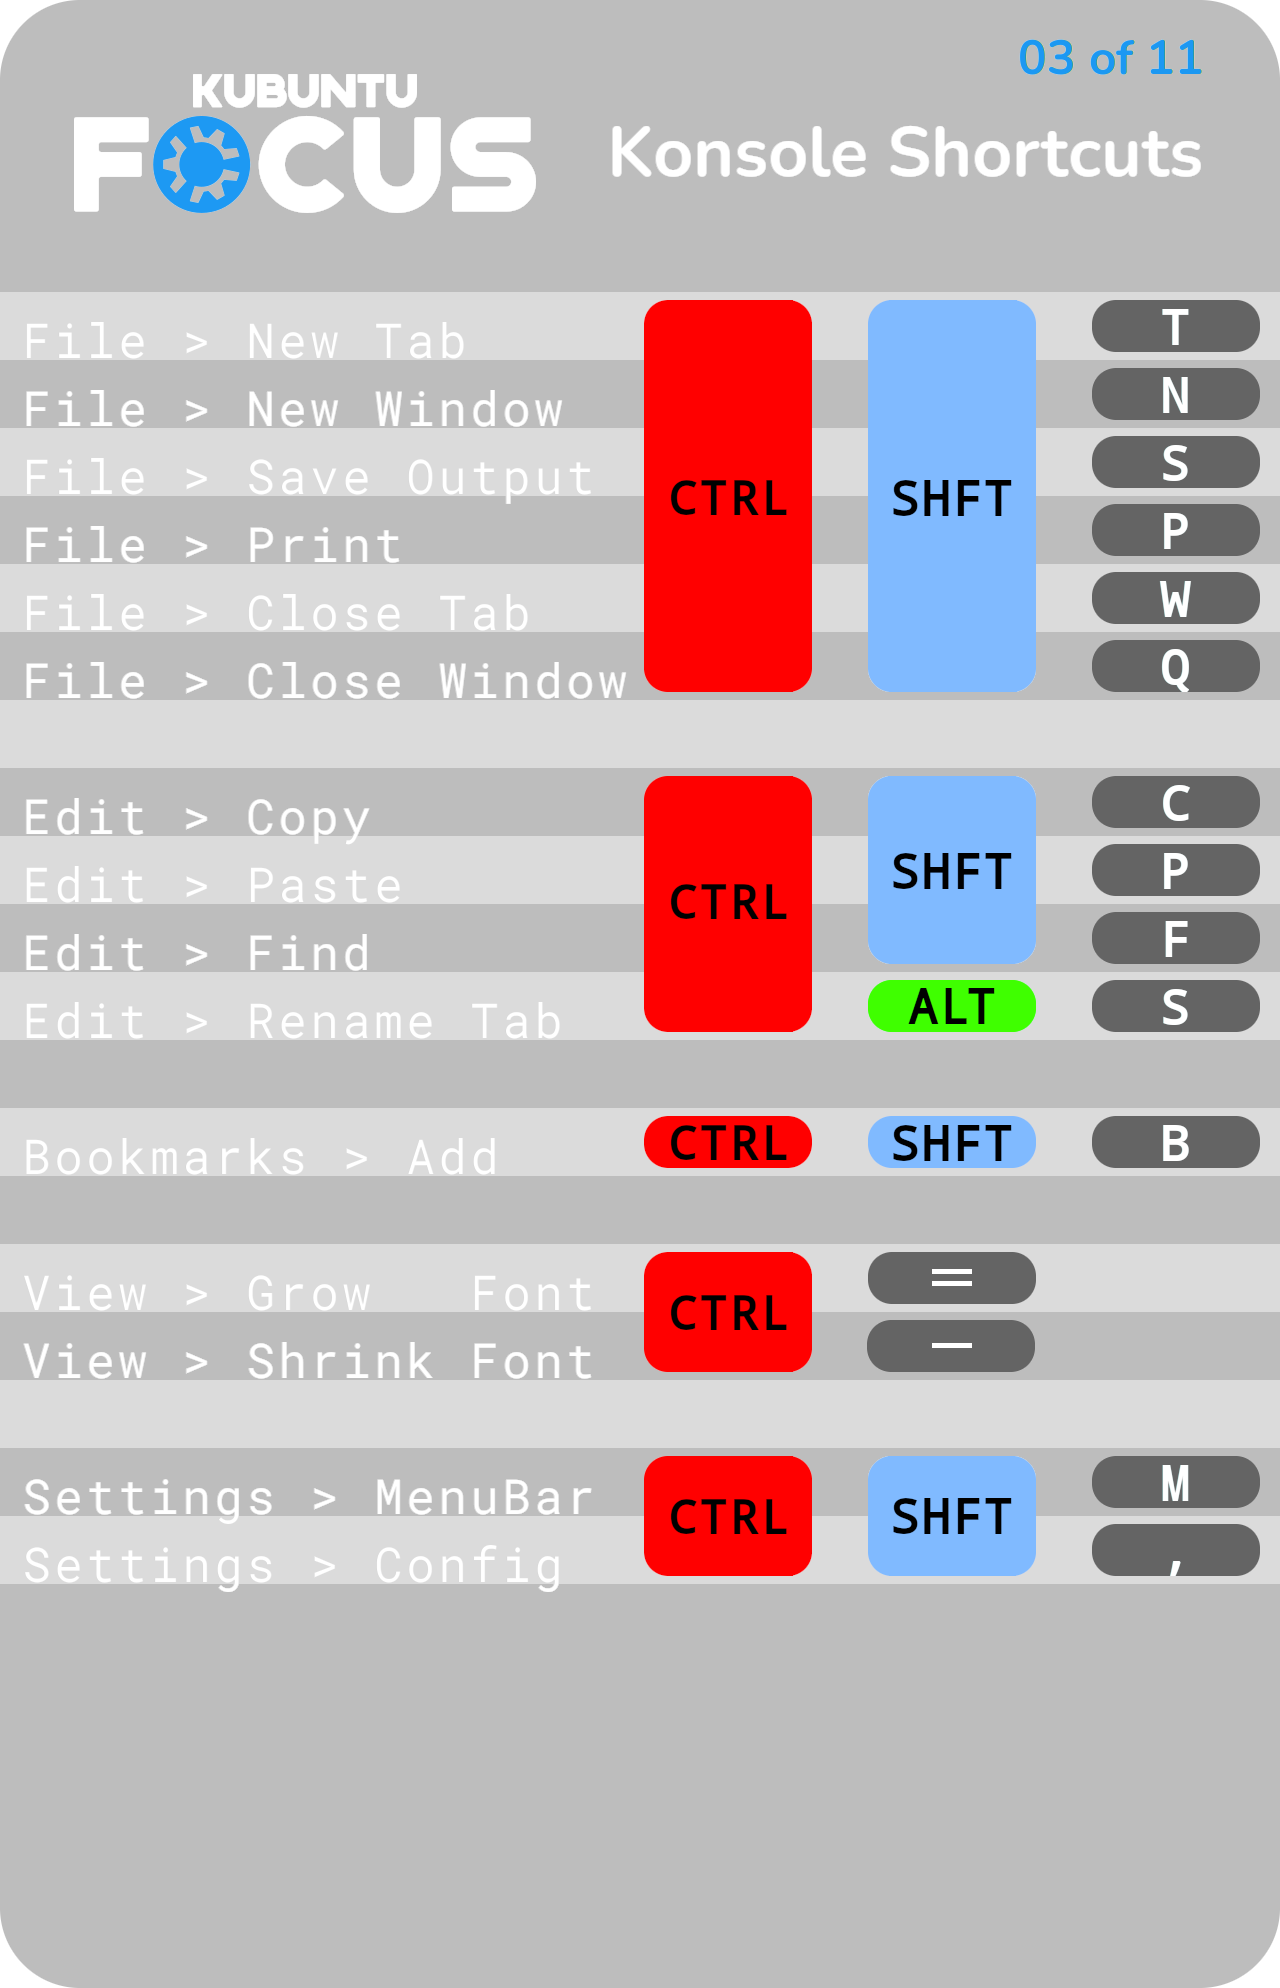 03 of 11
KUBUNTU
FOCUS
Konsole Shortcuts
File > New Tab CTRL SHFT T
File > New Window N
File > Save Output S
File > Print P
File > Close Tab W
File > Close Window Q
Edit > Copy CTRL SHFT C
Edit > Paste P
Edit > Find F
Edit > Rename Tab ALT S
Bookmarks > Add CTRL SHFT B
View > Grow Font CTRL =
View > Shrink Font -
Settings > MenuBar CTRL SHFT M
Settings > Config ,